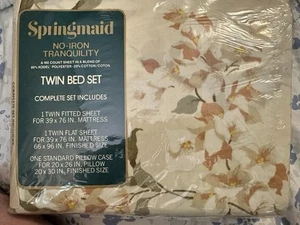 Springmaid
NO-IRON
TRANQUILITY
A 180 COUNT SHEET IN A BLEND OF
50% KODEL® POLYESTER - 50% COTTON/COTON
TWIN BED SET
COMPLETE SET INCLUDES
1 TWIN FITTED SHEET
FOR 39 x 76 IN. MATTRESS
1 TWIN FLAT SHEET
FOR 39 x 76 IN. MATTRESS
66 x 96 IN. FINISHED SIZE
ONE STANDARD PILLOW CASE
FOR 20 x 26 IN. PILLOW
20 x 30 IN. FINISHED SIZE